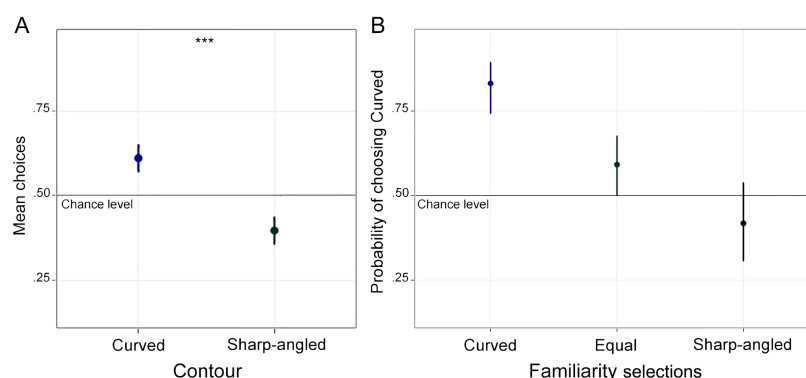 A
***
Mean choices
.75
.50
.25
Chance level
Curved Sharp-angled
Contour
B
Probability of choosing Curved
.75
.50
.25
Chance level
Curved Equal Sharp-angled
Familiarity selections